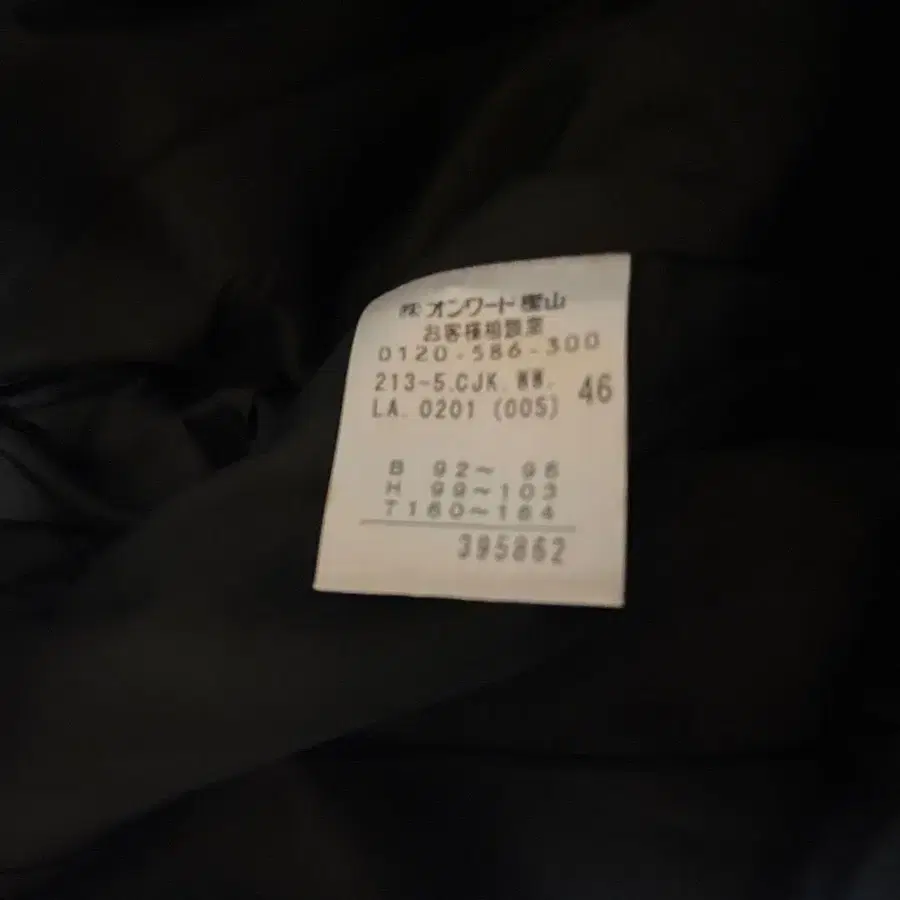 ㈱オンワード樫山
お客様相談室
0120-586-300
213-5.CJK.WW. 46
LA. 0201 (005)
B 92～ 96
H 99～103
T160～164
395862